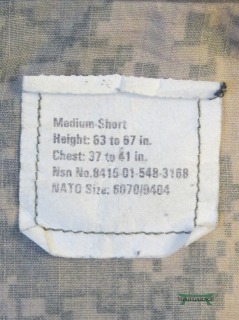 Medium-Short
Height: 63 to 67 in.
Chest: 37 to 41 in.
Nsn No.8415-01-548-3168
NATO Size: 6070/9404